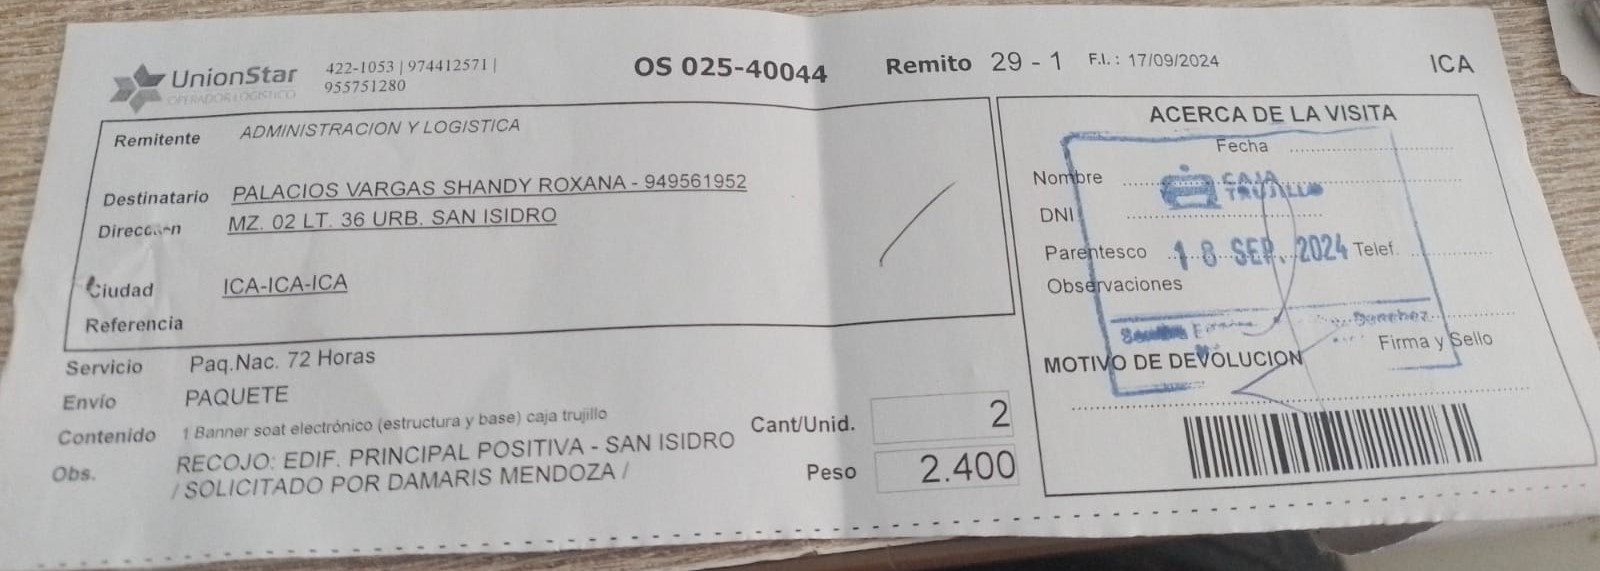 UnionStar
OPERADOR LOGISTICO
422-1053 | 974412571 |
955751280
OS 025-40044
Remito 29 - 1 F.I. : 17/09/2024
ICA
Remitente ADMINISTRACION Y LOGISTICA
Destinatario PALACIOS VARGAS SHANDY ROXANA - 949561952
Dirección MZ. 02 LT. 36 URB. SAN ISIDRO
Ciudad ICA-ICA-ICA
Referencia
Servicio Paq.Nac. 72 Horas
Envío PAQUETE
Contenido 1 Banner soat electrónico (estructura y base) caja trujillo
Obs. RECOJO: EDIF. PRINCIPAL POSITIVA - SAN ISIDRO
/ SOLICITADO POR DAMARIS MENDOZA /
Cant/Unid. 2
Peso 2.400
ACERCA DE LA VISITA
Fecha
Nombre
CAJA
TRUJILLO
DNI
Parentesco 18 SEP. 2024 Telef.
Observaciones
Sanchez
Firma y Sello
MOTIVO DE DEVOLUCION